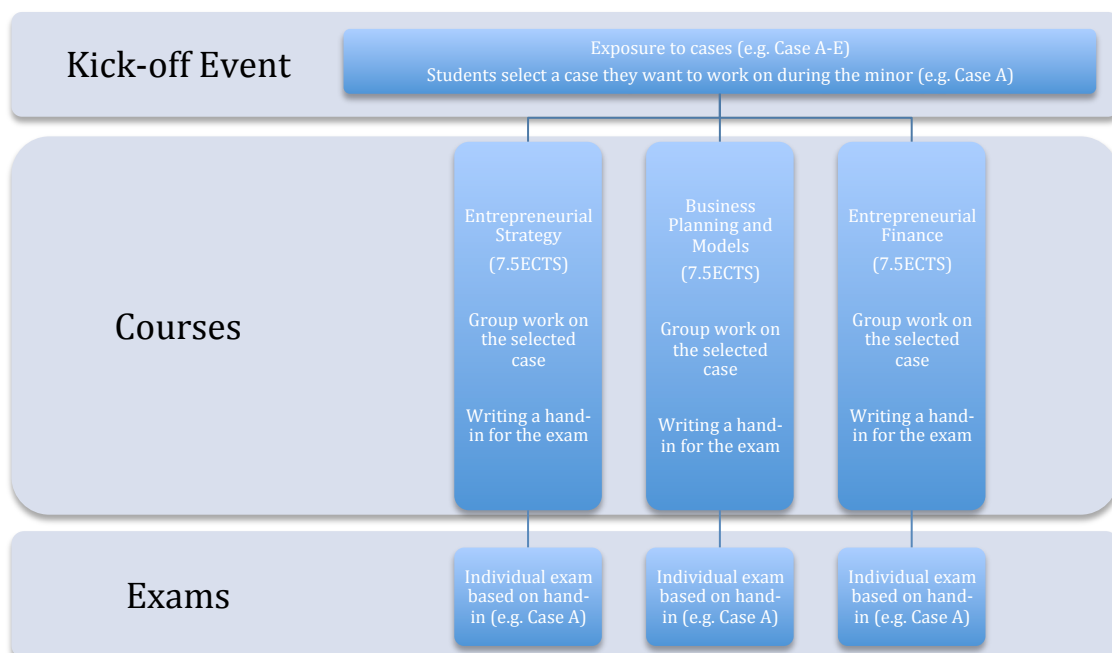 Kick-off Event
Exposure to cases (e.g. Case A-E)
Students select a case they want to work on during the minor (e.g. Case A)
Courses
Entrepreneurial
Strategy
(7.5ECTS)
Group work on
the selected
case
Writing a hand-
in for the exam
Business
Planning and
Models
(7.5ECTS)
Group work on
the selected
case
Writing a hand-
in for the exam
Entrepreneurial
Finance
(7.5ECTS)
Group work on
the selected
case
Writing a hand-
in for the exam
Exams
Individual exam
based on hand-
in (e.g. Case A)
Individual exam
based on hand-
in (e.g. Case A)
Individual exam
based on hand-
in (e.g. Case A)